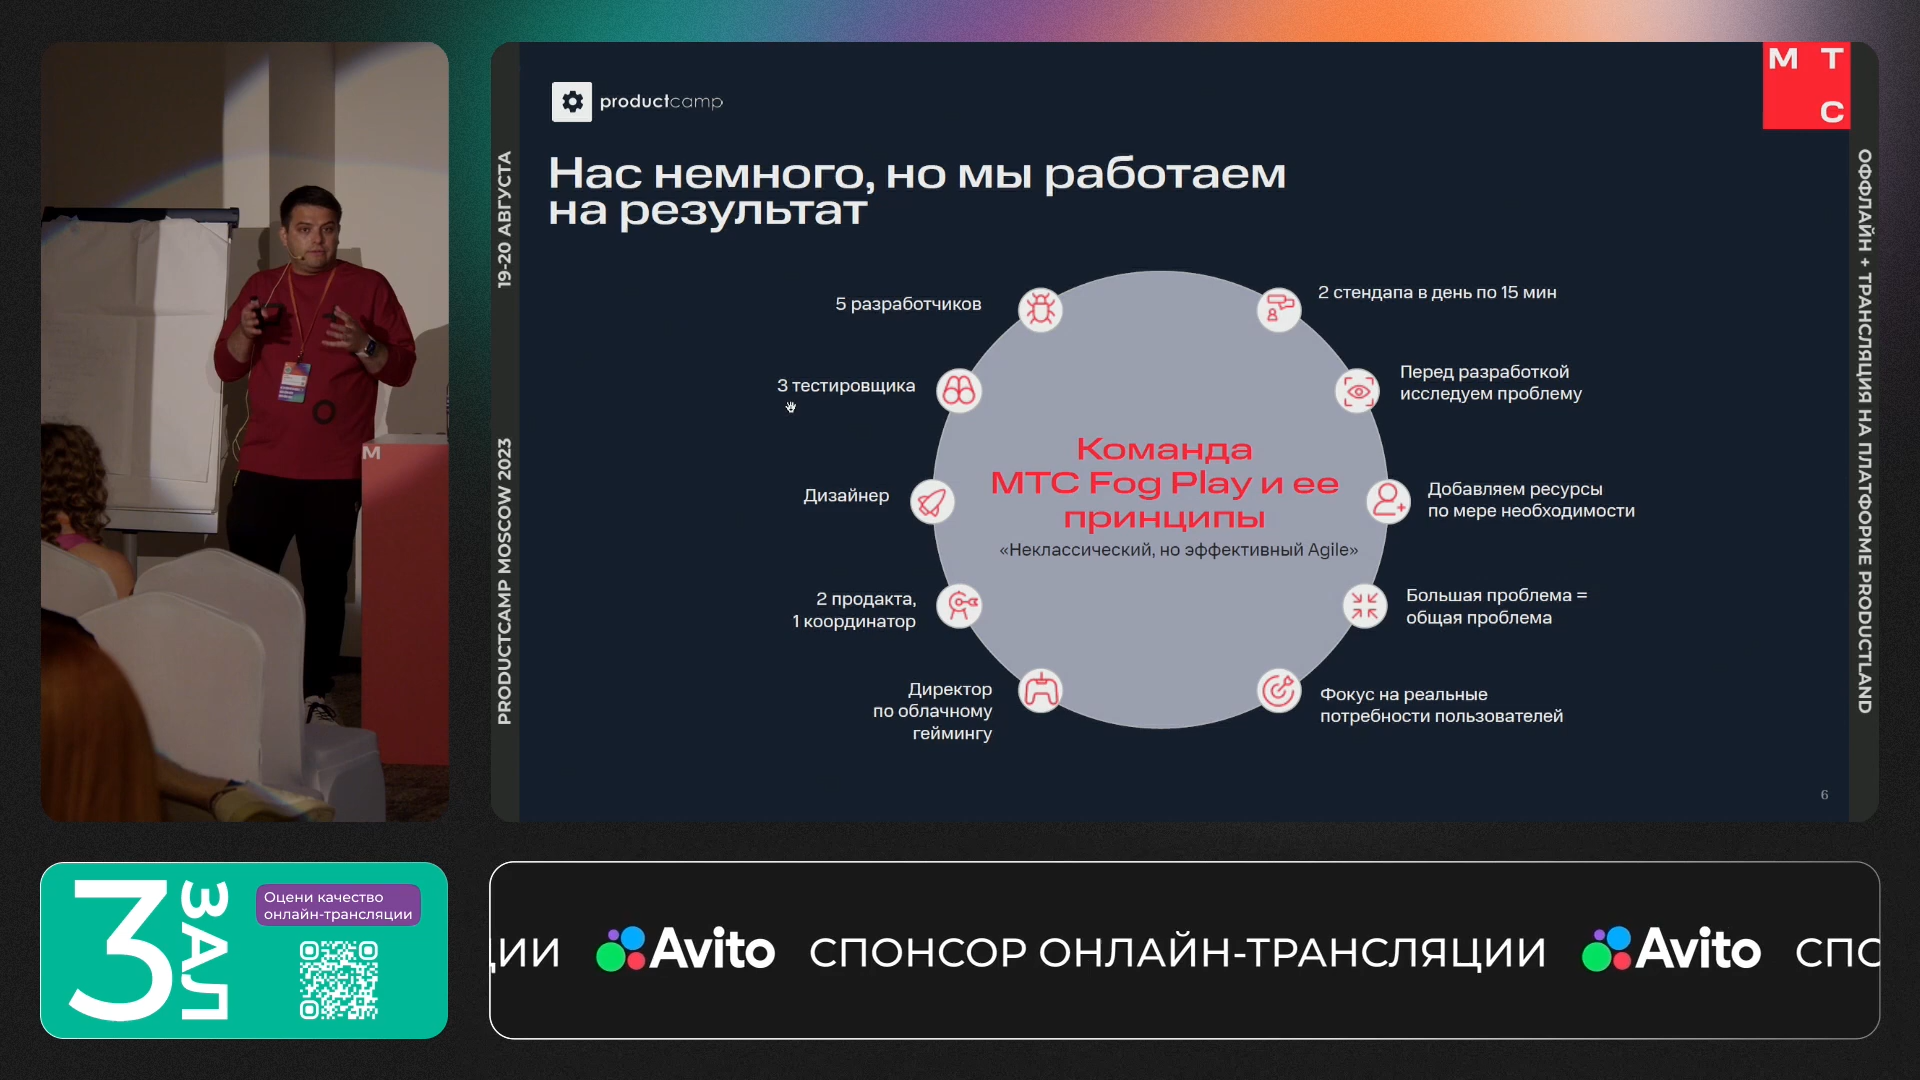 productcamp
М Т
С
Нас немного, но мы работаем
на результат
5 разработчиков
3 тестировщика
Дизайнер
2 продакта,
1 координатор
Директор
по облачному
геймингу
Команда
МТС Fog Play и ее
принципы
«Неклассический, но эффективный Agile»
2 стендапа в день по 15 мин
Перед разработкой
исследуем проблему
Добавляем ресурсы
по мере необходимости
Большая проблема =
общая проблема
Фокус на реальные
потребности пользователей
6
PRODUCTCAMP MOSCOW 2023
19-20 АВГУСТА
ОФФЛАЙН + ТРАНСЛЯЦИЯ НА ПЛАТФОРМЕ PRODUCTLAND
М
3 ЗАЛ
Оцени качество
онлайн-трансляции
ЦИИ Avito СПОНСОР ОНЛАЙН-ТРАНСЛЯЦИИ Avito СПО